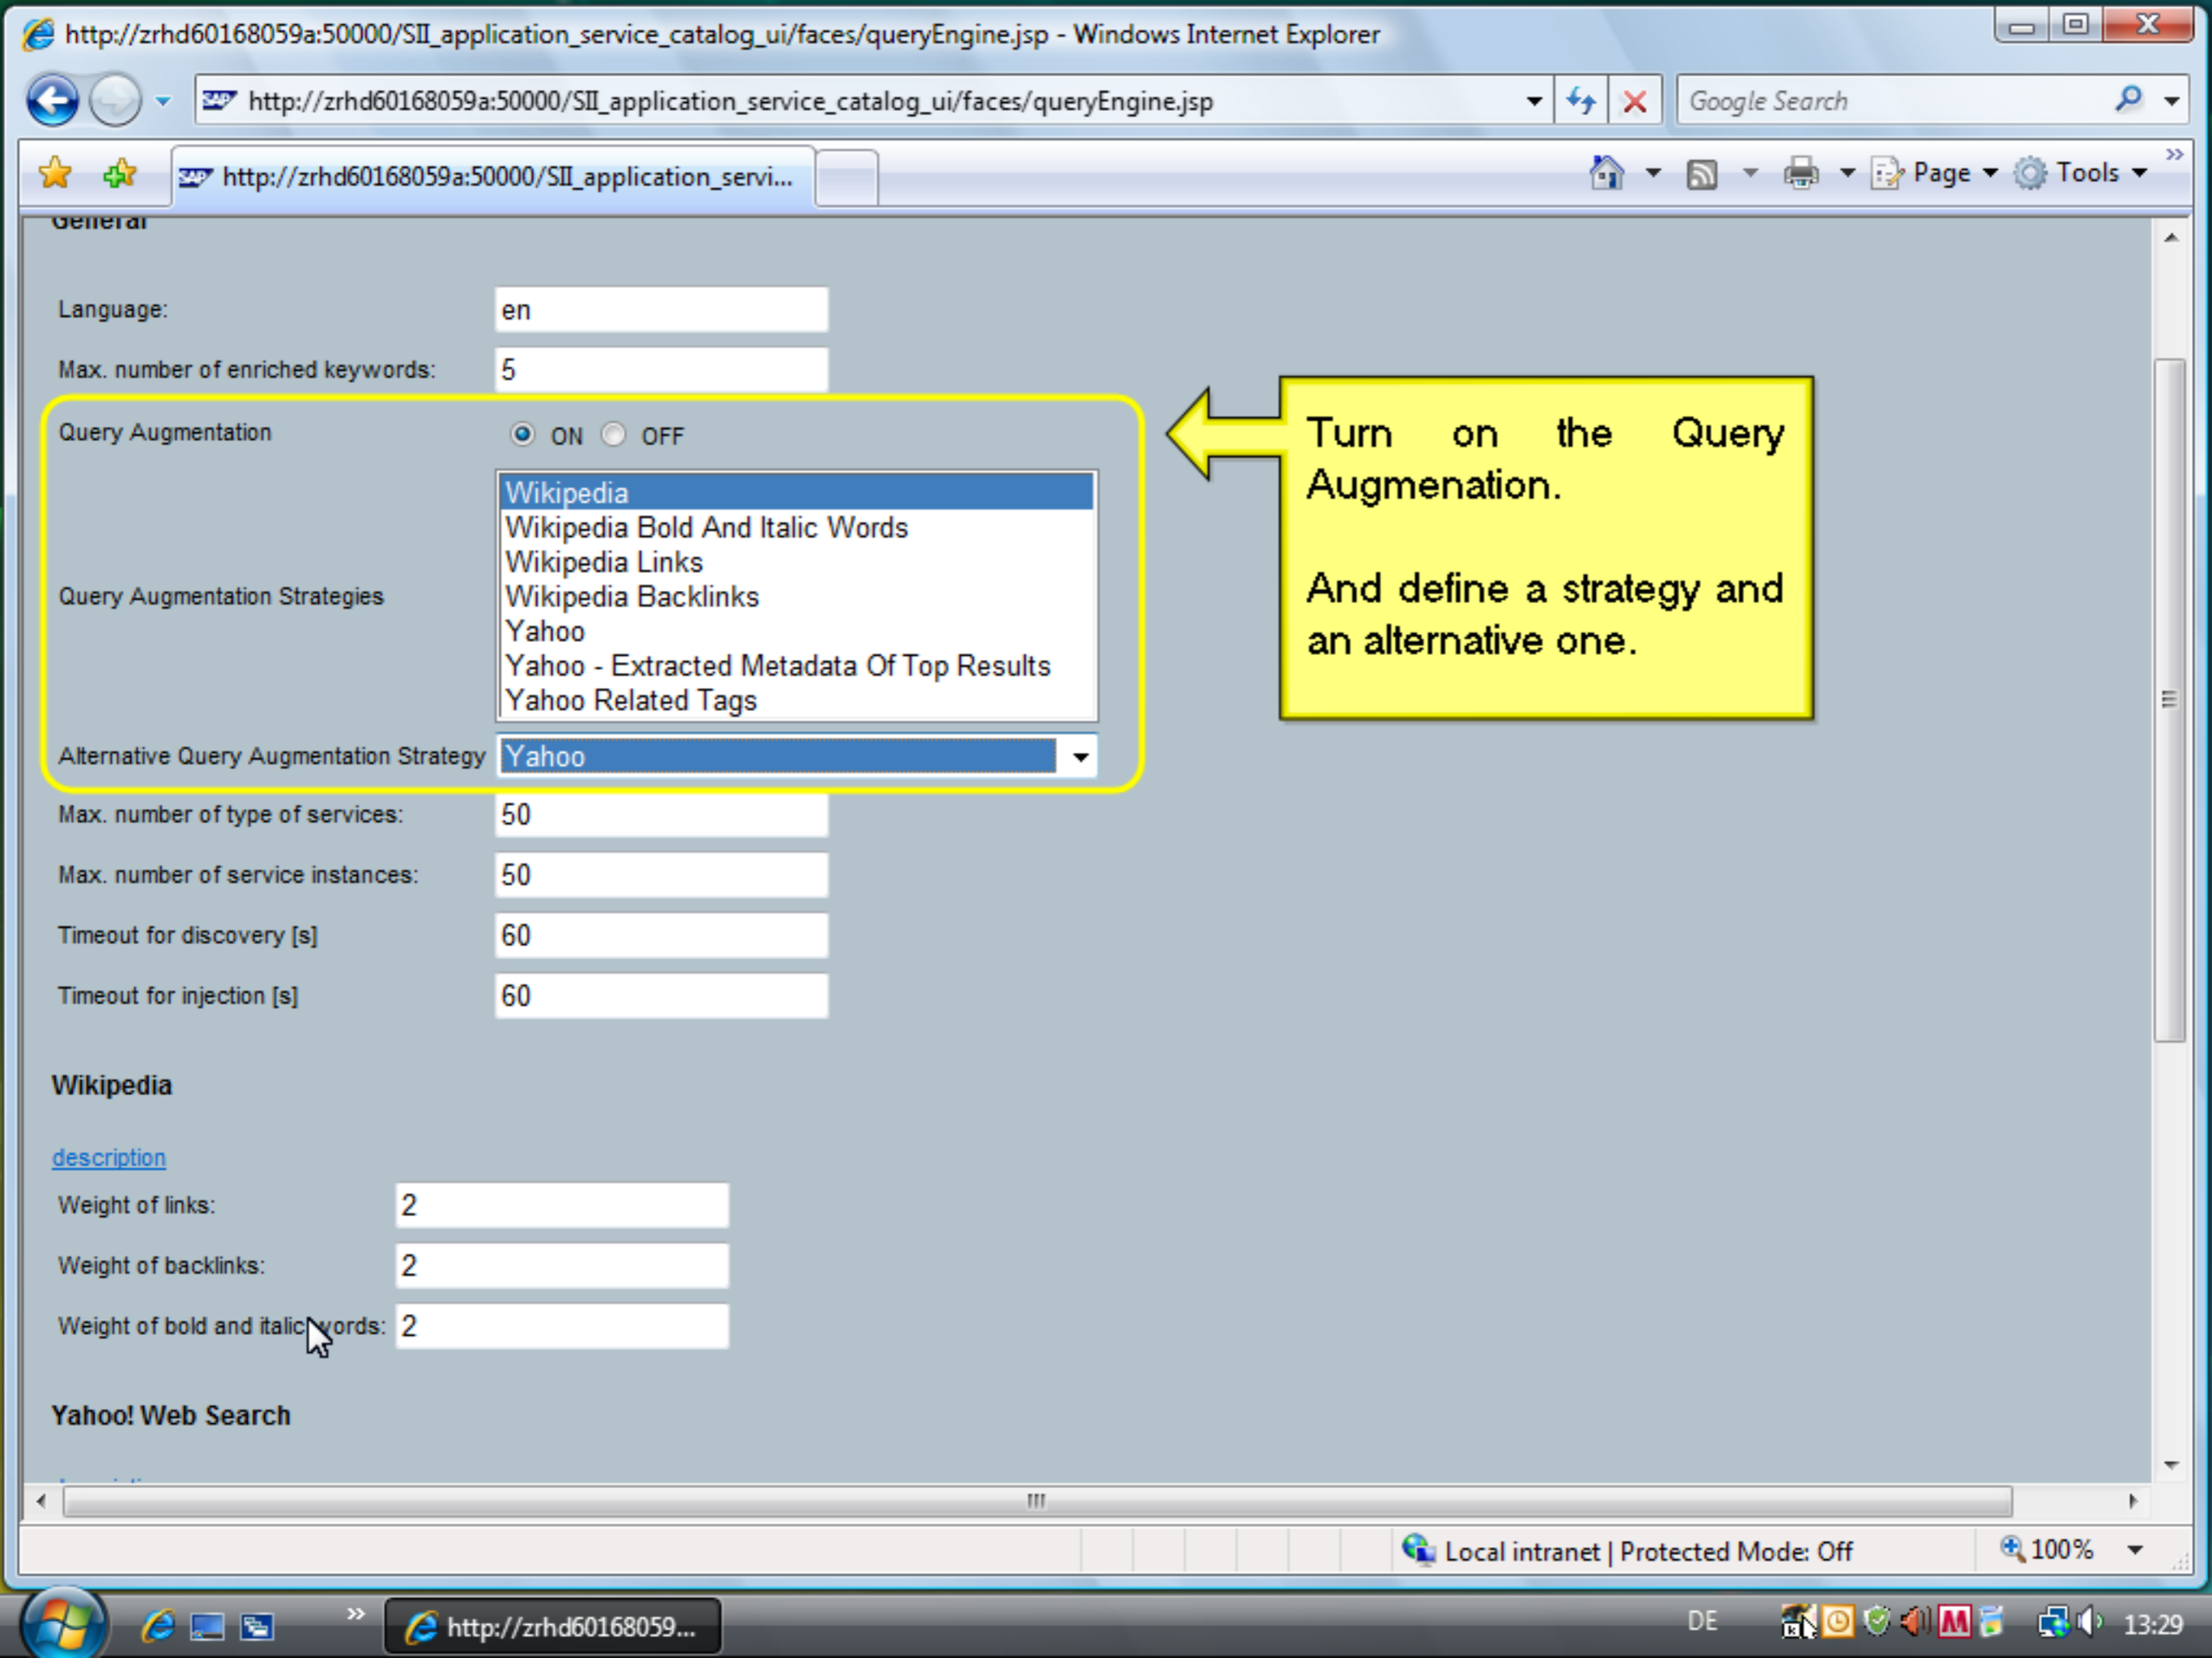 http://zrhd60168059a:50000/SII_application_service_catalog_ui/faces/queryEngine.jsp - Windows Internet Explorer
SAP http://zrhd60168059a:50000/SII_application_service_catalog_ui/faces/queryEngine.jsp
Google Search
SAP http://zrhd60168059a:50000/SII_application_servi...
Page
Tools
General
Language:
en
Max. number of enriched keywords:
5
Query Augmentation
ON
OFF
Query Augmentation Strategies
Wikipedia
Wikipedia Bold And Italic Words
Wikipedia Links
Wikipedia Backlinks
Yahoo
Yahoo - Extracted Metadata Of Top Results
Yahoo Related Tags
Alternative Query Augmentation Strategy
Yahoo
Turn on the Query
Augmenation.
And define a strategy and
an alternative one.
Max. number of type of services:
50
Max. number of service instances:
50
Timeout for discovery [s]
60
Timeout for injection [s]
60
Wikipedia
description
Weight of links:
2
Weight of backlinks:
2
Weight of bold and italic words:
2
Yahoo! Web Search
Local intranet | Protected Mode: Off
100%
http://zrhd60168059...
DE
13:29